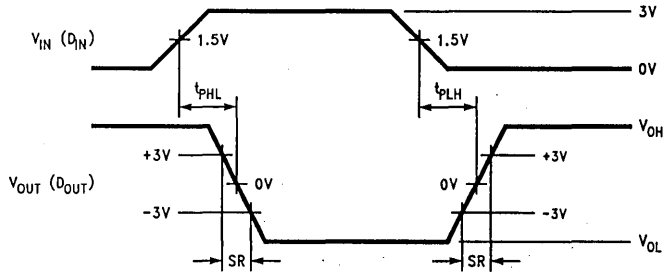 3V
V_IN (D_IN)
1.5V
1.5V
0V
t_PHL
t_PLH
V_OH
+3V
+3V
V_OUT (D_OUT)
0V
0V
-3V
-3V
V_OL
SR
SR